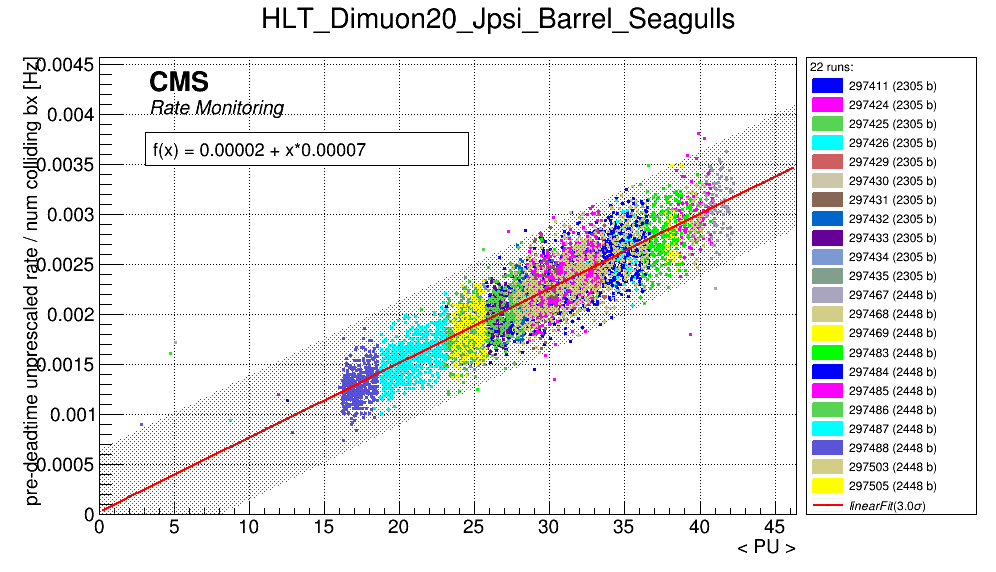 HLT_Dimuon20_Jpsi_Barrel_Seagulls
pre-deadtime unprescaled rate / num colliding bx [Hz]
0.0045
0.004
0.0035
0.003
0.0025
0.002
0.0015
0.001
0.0005
0
CMS
Rate Monitoring
f(x) = 0.00002 + x*0.00007
0 5 10 15 20 25 30 35 40 45
< PU >
22 runs:
297411 (2305 b)
297424 (2305 b)
297425 (2305 b)
297426 (2305 b)
297429 (2305 b)
297430 (2305 b)
297431 (2305 b)
297432 (2305 b)
297433 (2305 b)
297434 (2305 b)
297435 (2305 b)
297467 (2448 b)
297468 (2448 b)
297469 (2448 b)
297483 (2448 b)
297484 (2448 b)
297485 (2448 b)
297486 (2448 b)
297487 (2448 b)
297488 (2448 b)
297503 (2448 b)
297505 (2448 b)
linearFit(3.0σ)